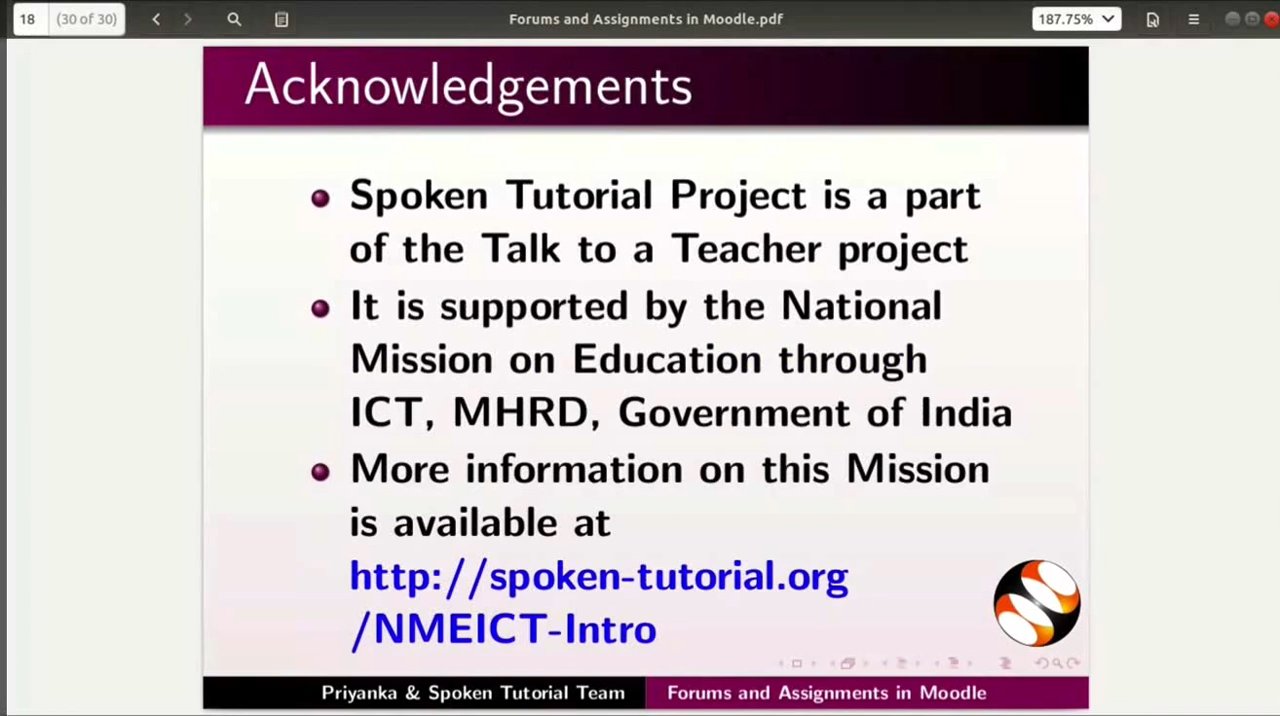 18 (30 of 30) Forums and Assignments in Moodle.pdf 187.75%
Acknowledgements
Spoken Tutorial Project is a part
of the Talk to a Teacher project
It is supported by the National
Mission on Education through
ICT, MHRD, Government of India
More information on this Mission
is available at
http://spoken-tutorial.org
/NMEICT-Intro
Priyanka & Spoken Tutorial Team Forums and Assignments in Moodle